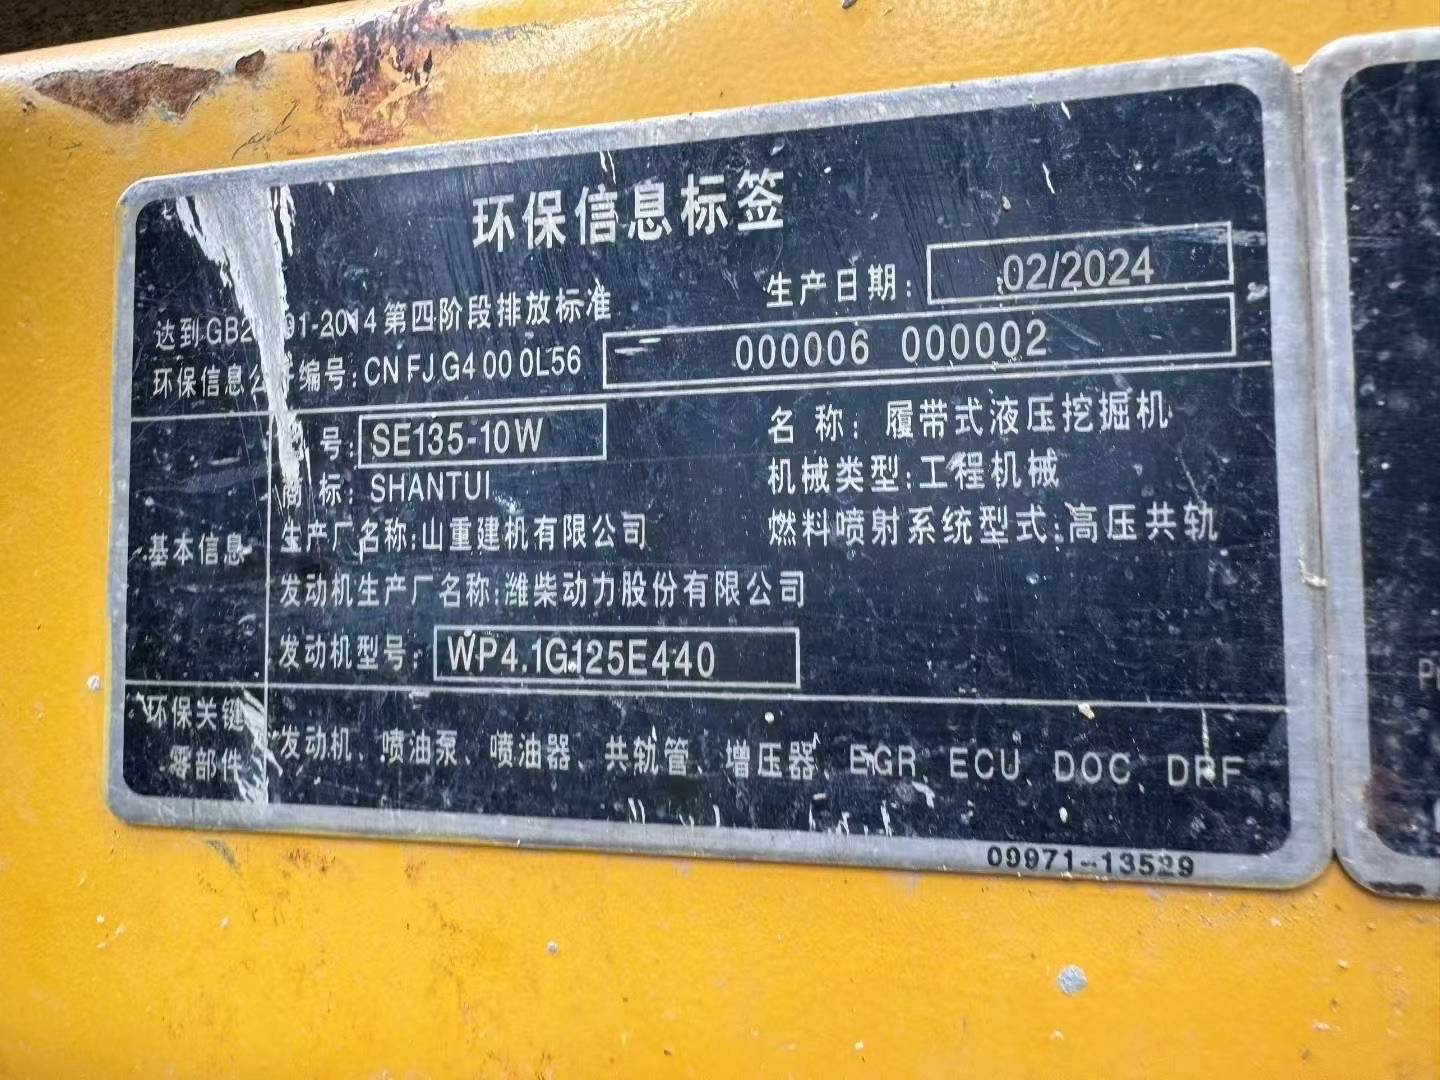 环保信息标签
生产日期: 02/2024
达到GB2 91-2014第四阶段排放标准
环保信息公开编号:CN FJ G4 00 0L56 000006 000002
号: SE135-10W
名 称: 履带式液压挖掘机
商 标: SHANTUI
机械类型:工程机械
基本信息
生产厂名称:山重建机有限公司
燃料喷射系统型式:高压共轨
发动机生产厂名称:潍柴动力股份有限公司
发动机型号: WP4.1G125E440
环保关键
零部件
发动机、喷油泵、喷油器、共轨管、增压器、EGR、ECU、DOC、DPF
09971-13529